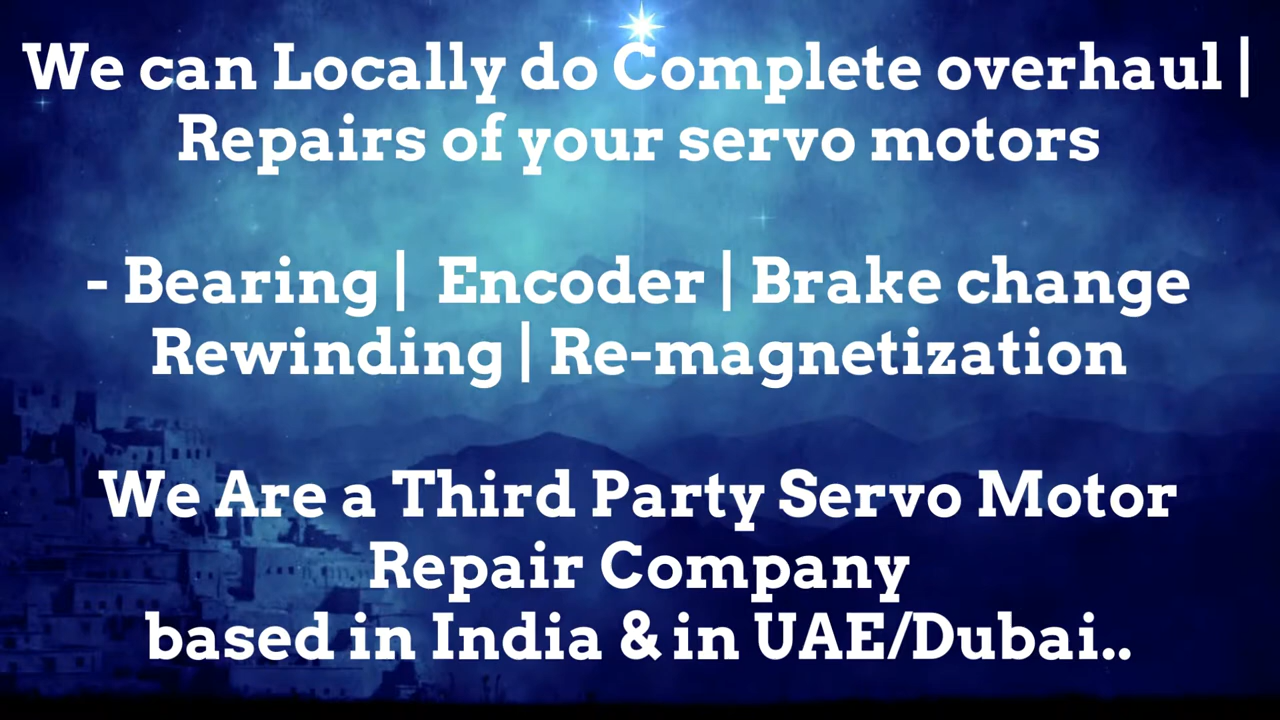 We can Locally do Complete overhaul |
Repairs of your servo motors
- Bearing | Encoder | Brake change
Rewinding | Re-magnetization
We Are a Third Party Servo Motor
Repair Company
based in India & in UAE/Dubai..